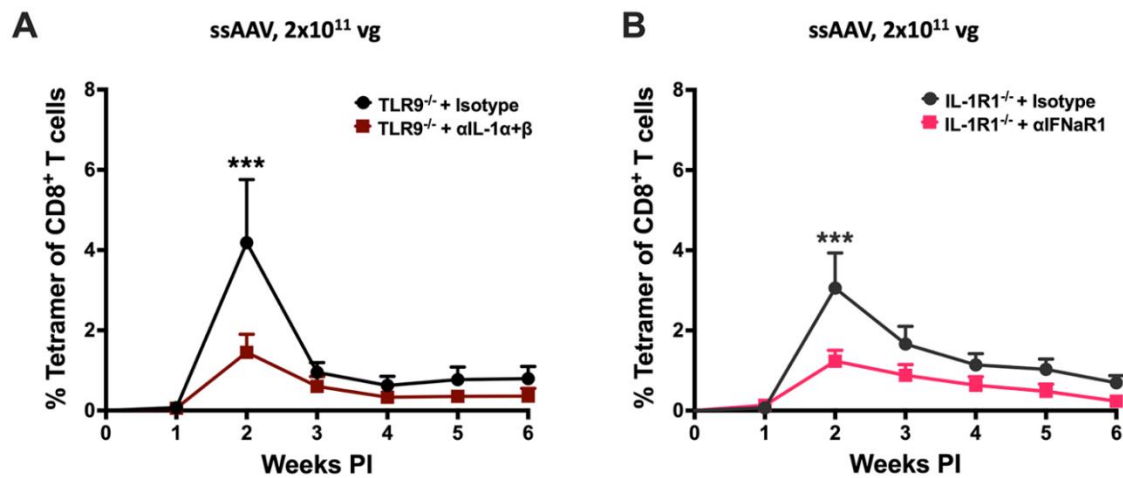 A
ssAAV, 2x10¹¹ vg
% Tetramer of CD8⁺ T cells
8
6
4
2
0
TLR9⁻/⁻ + Isotype
TLR9⁻/⁻ + αIL-1α+β
***
0 1 2 3 4 5 6
Weeks PI
B
ssAAV, 2x10¹¹ vg
% Tetramer of CD8⁺ T cells
8
6
4
2
0
IL-1R1⁻/⁻ + Isotype
IL-1R1⁻/⁻ + αIFNaR1
***
0 1 2 3 4 5 6
Weeks PI